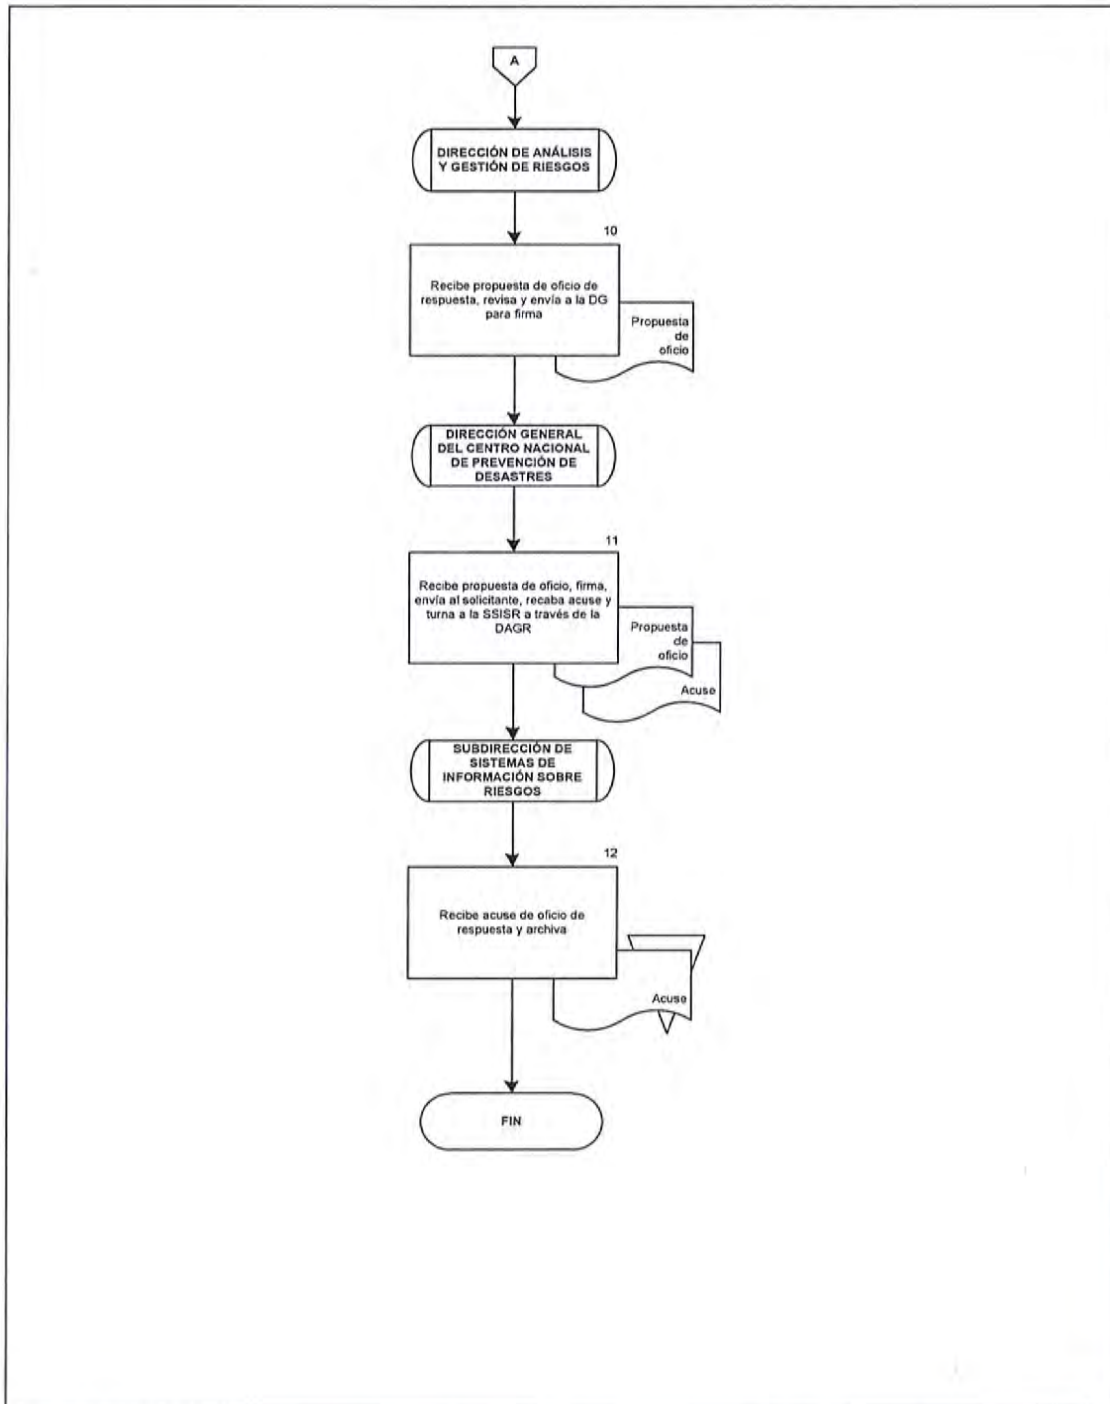 A
DIRECCIÓN DE ANÁLISIS
Y GESTIÓN DE RIESGOS
10
Recibe propuesta de oficio de
respuesta, revisa y envía a la DG
para firma
Propuesta
de
oficio
DIRECCIÓN GENERAL
DEL CENTRO NACIONAL
DE PREVENCIÓN DE
DESASTRES
11
Recibe propuesta de oficio, firma,
envía al solicitante, recaba acuse y
turna a la SSISR a través de la
DAGR
Propuesta
de
oficio
Acuse
SUBDIRECCIÓN DE
SISTEMAS DE
INFORMACIÓN SOBRE
RIESGOS
12
Recibe acuse de oficio de
respuesta y archiva
Acuse
FIN